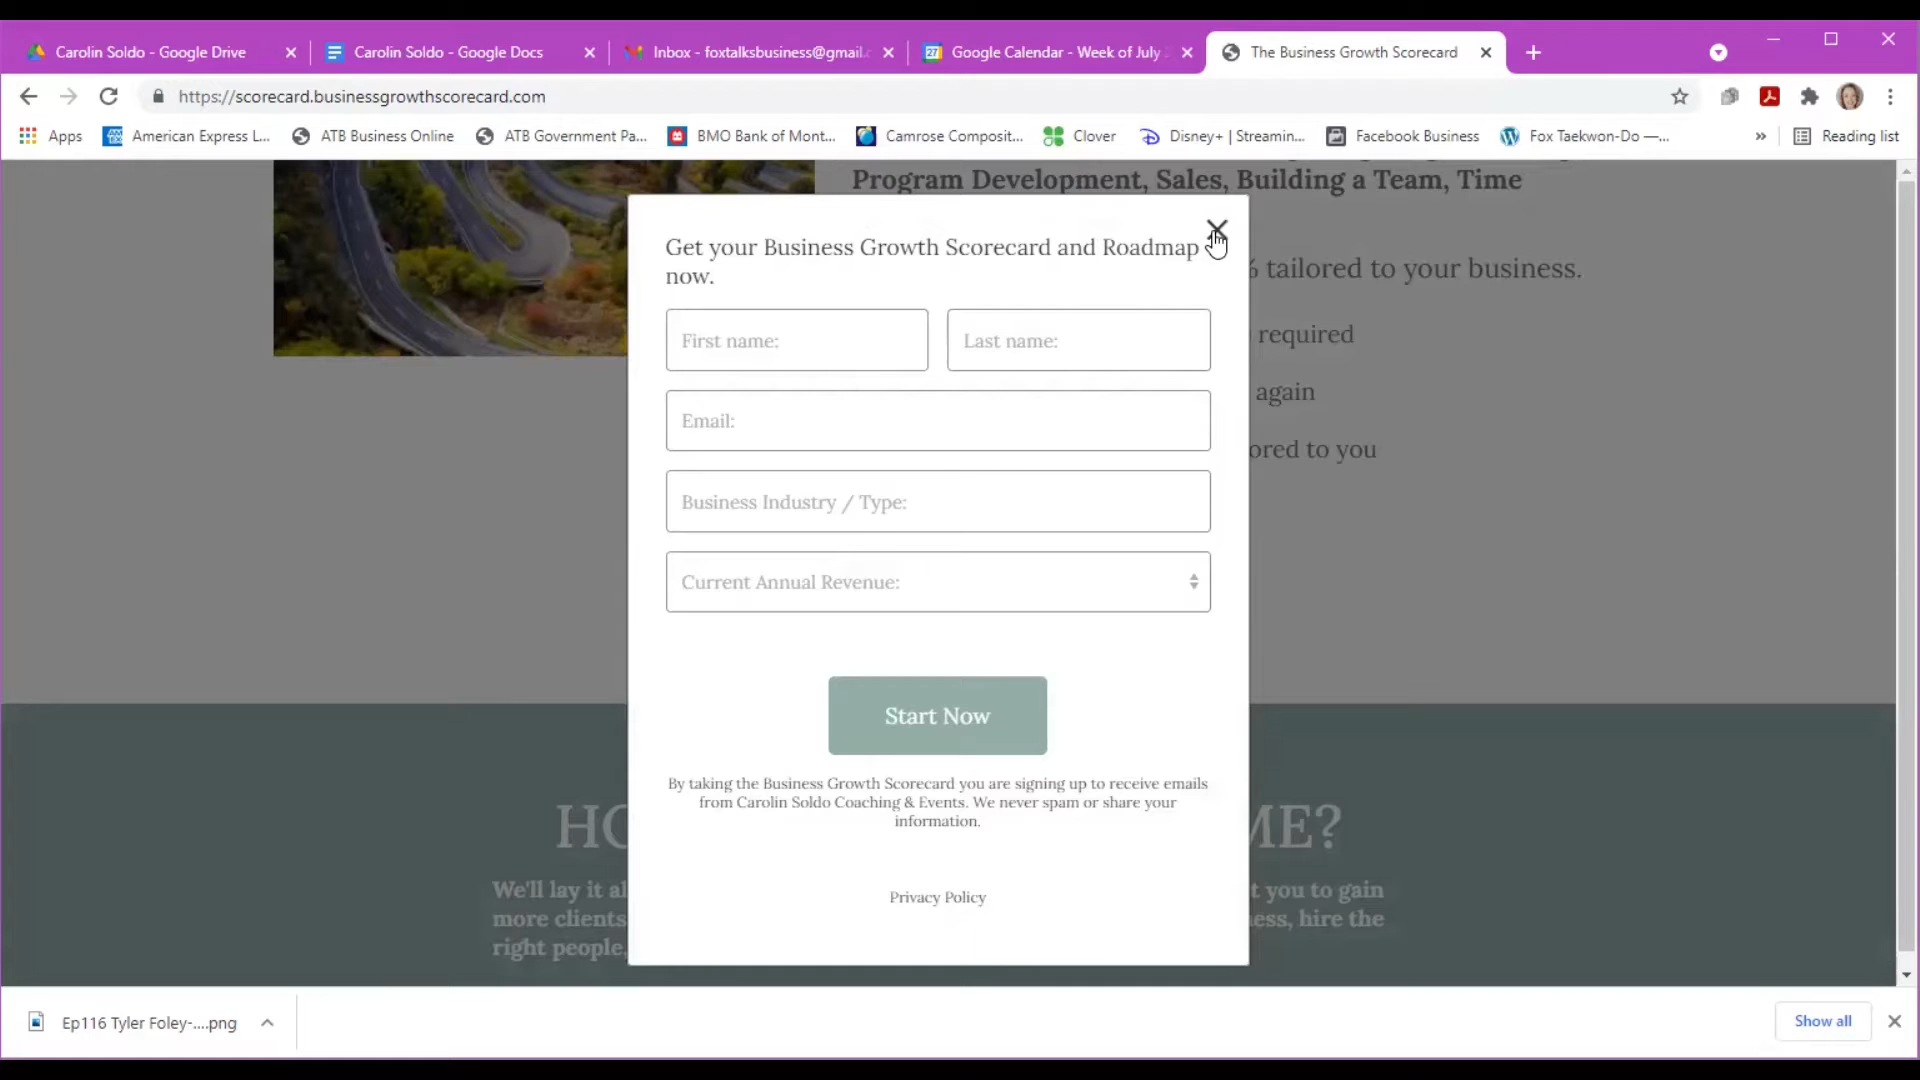 Carolin Soldo - Google Drive
Carolin Soldo - Google Docs
Inbox - foxtalksbusiness@gmail.c
Google Calendar - Week of July
The Business Growth Scorecard
https://scorecard.businessgrowthscorecard.com
Apps
American Express L...
ATB Business Online
ATB Government Pa...
BMO Bank of Mont...
Camrose Composit...
Clover
Disney+ | Streamin...
Facebook Business
Fox Taekwon-Do —...
»
Reading list
Program Development, Sales, Building a Team, Time
tailored to your business.
required
again
ored to you
Get your Business Growth Scorecard and Roadmap
now.
First name:
Last name:
Email:
Business Industry / Type:
Current Annual Revenue:
Start Now
By taking the Business Growth Scorecard you are signing up to receive emails
from Carolin Soldo Coaching & Events. We never spam or share your
information.
Privacy Policy
HO
ME?
We'll lay it al
t you to gain
more clients
ess, hire the
right people,
Ep116 Tyler Foley-....png
Show all